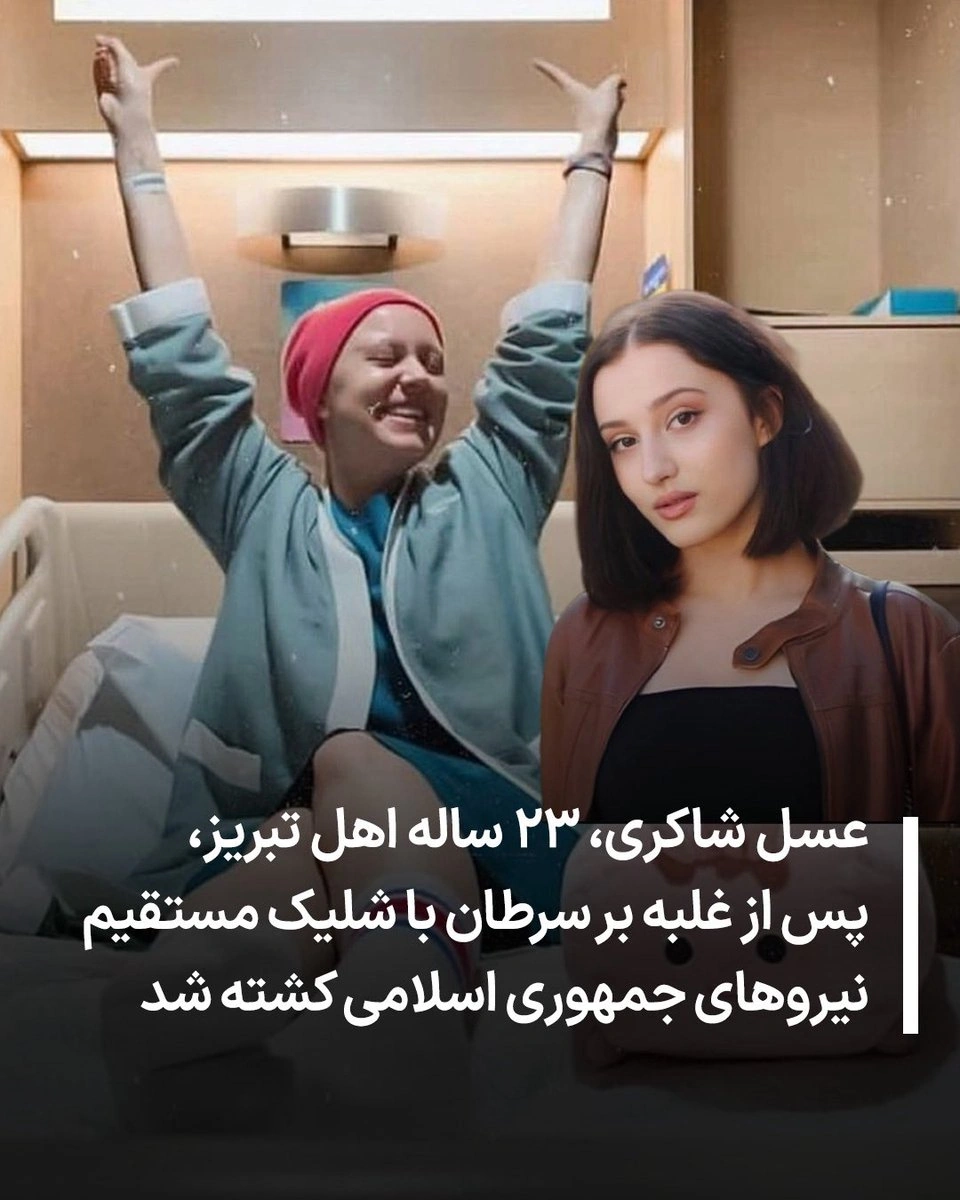 عسل شاکری، ۲۳ ساله اهل تبریز،
پس از غلبه بر سرطان با شلیک مستقیم
نیروهای جمهوری اسلامی کشته شد